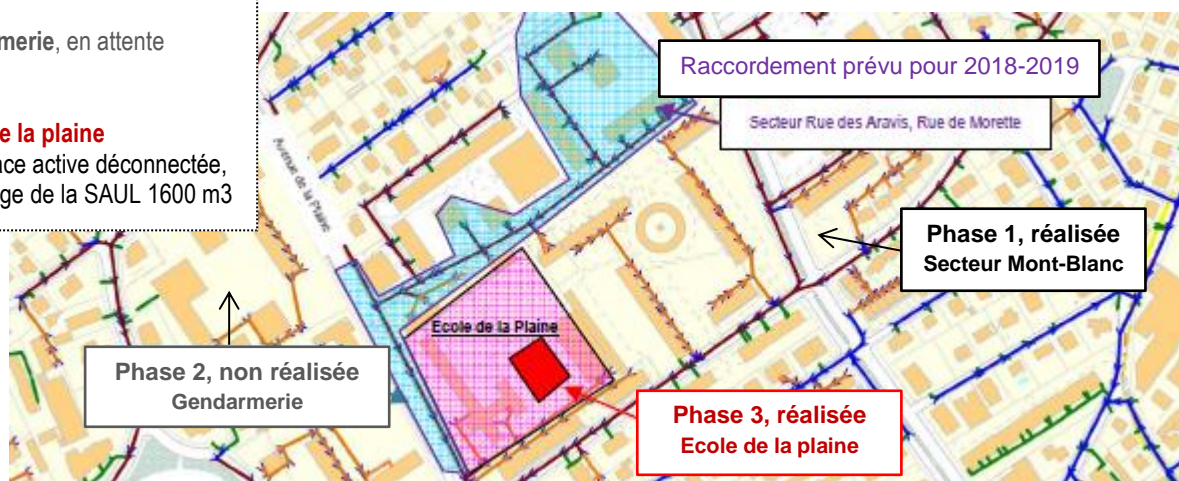 merie, en attente
e la plaine
ace active déconnectée,
ge de la SAUL 1600 m3
Raccordement prévu pour 2018-2019
Secteur Rue des Aravis, Rue de Morette
Avenue de la Plaine
Phase 1, réalisée
Secteur Mont-Blanc
Ecole de la Plaine
Phase 2, non réalisée
Gendarmerie
Phase 3, réalisée
Ecole de la plaine